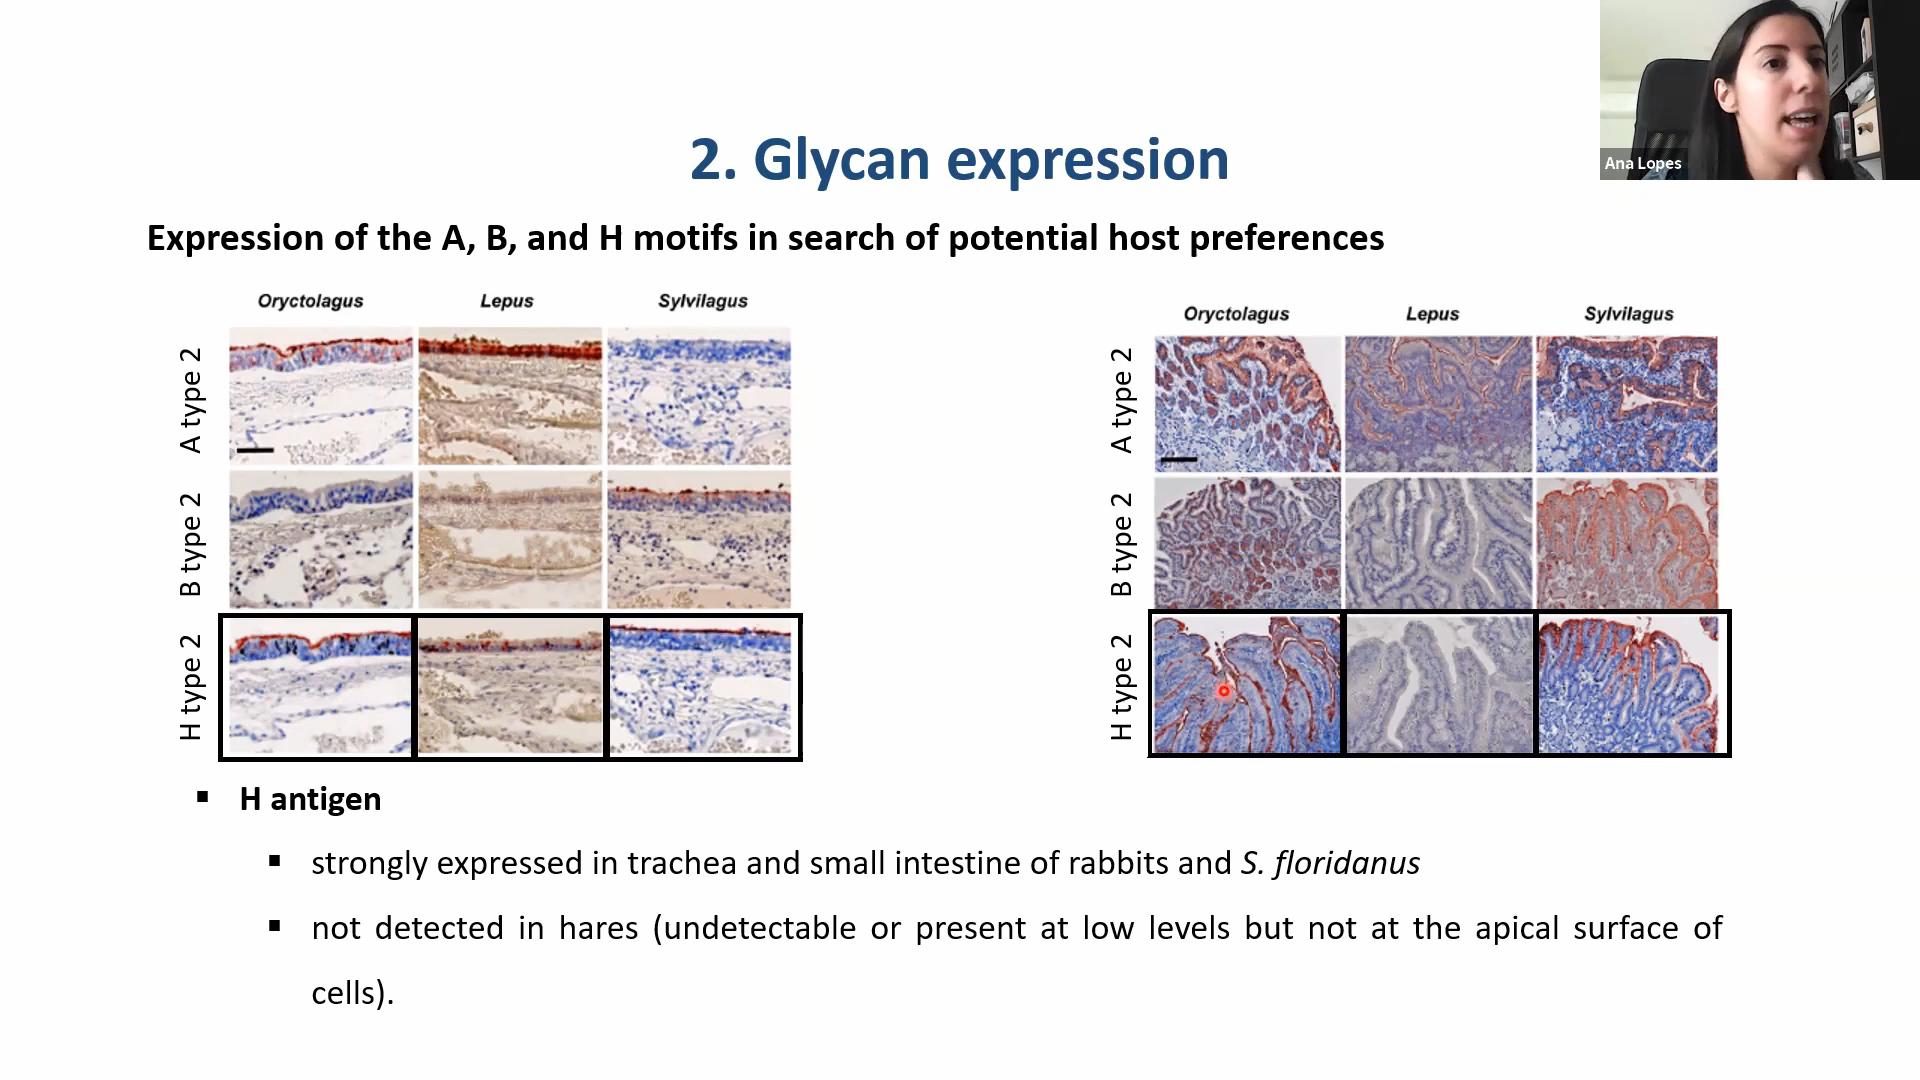 Ana Lopes
2. Glycan expression
Expression of the A, B, and H motifs in search of potential host preferences
Oryctolagus Lepus Sylvilagus
A type 2
B type 2
H type 2
Oryctolagus Lepus Sylvilagus
A type 2
B type 2
H type 2
▪ H antigen
▪ strongly expressed in trachea and small intestine of rabbits and S. floridanus
▪ not detected in hares (undetectable or present at low levels but not at the apical surface of
cells).